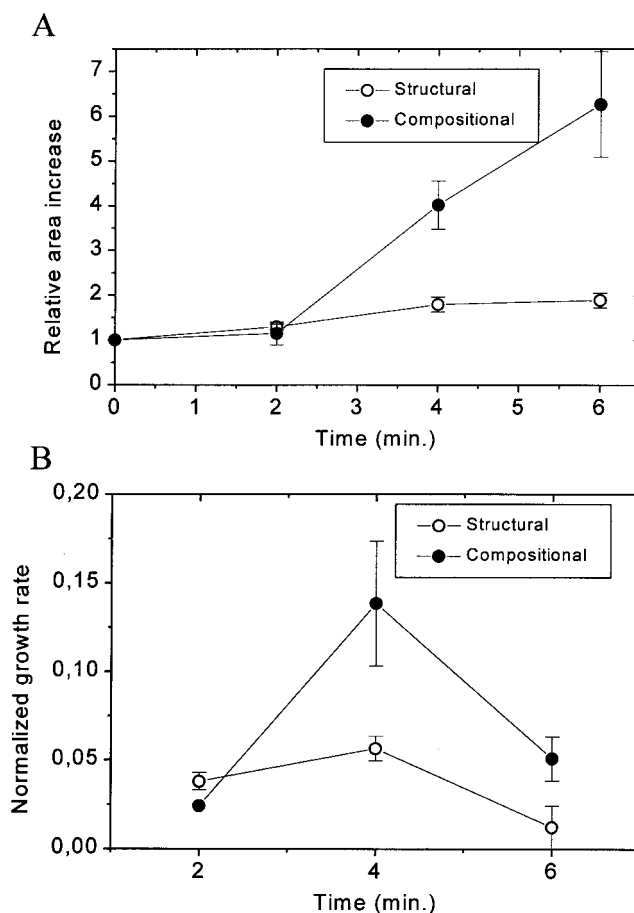 A
Relative area increase
7
6
5
4
3
2
1
0
Structural
Compositional
0 1 2 3 4 5 6
Time (min.)
B
Normalized growth rate
0,20
0,15
0,10
0,05
0,00
Structural
Compositional
2 4 6
Time (min.)